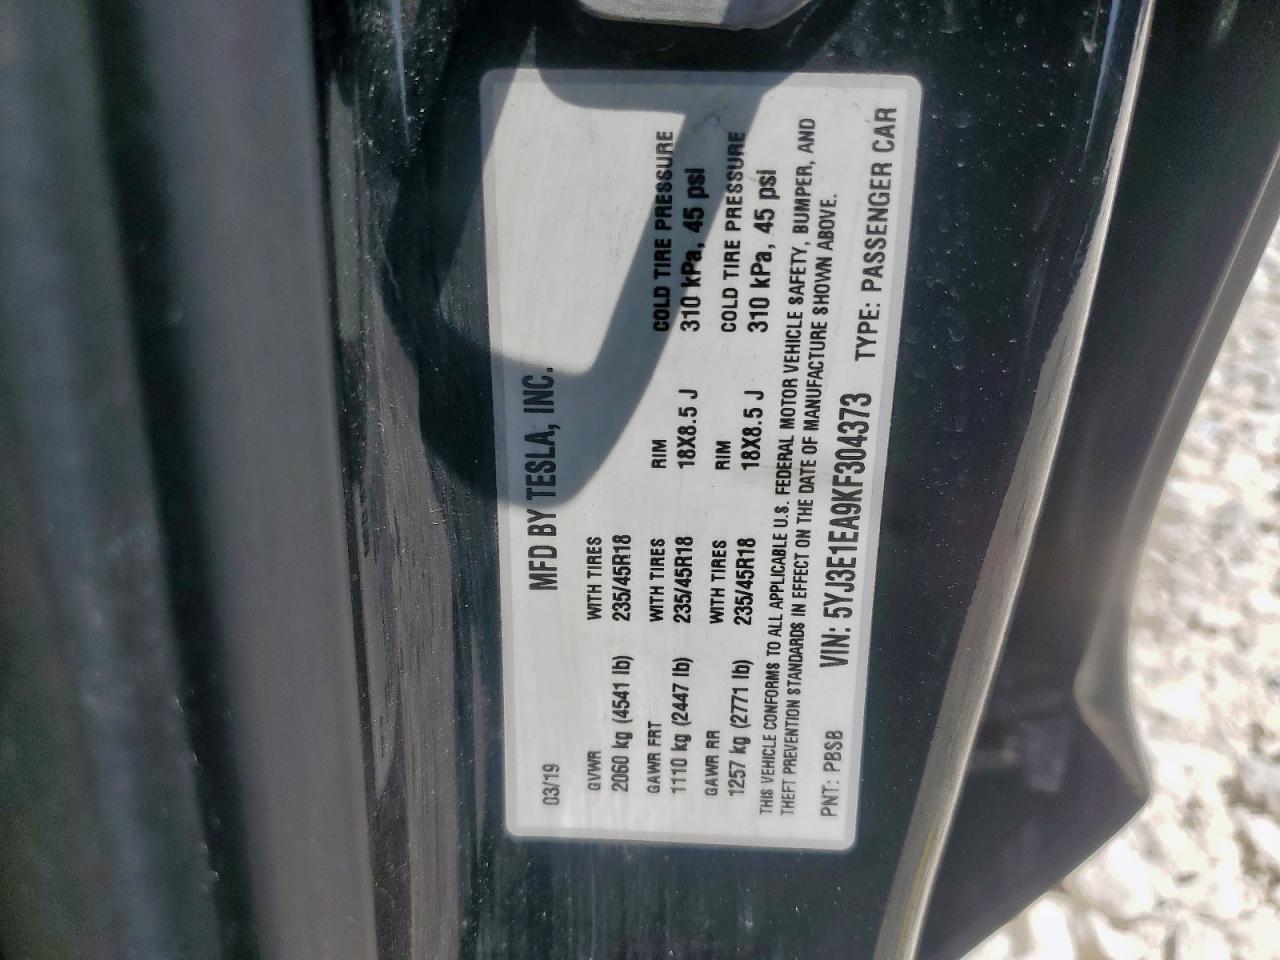 03/19 MFD BY TESLA, INC.
GVWR WITH TIRES
2060 kg (4541 lb) 235/45R18
GAWR FRT WITH TIRES RIM COLD TIRE PRESSURE
1110 kg (2447 lb) 235/45R18 18X8.5 J 310 kPa, 45 psi
GAWR RR WITH TIRES RIM COLD TIRE PRESSURE
1257 kg (2771 lb) 235/45R18 18X8.5 J 310 kPa, 45 psi
THIS VEHICLE CONFORMS TO ALL APPLICABLE U.S. FEDERAL MOTOR VEHICLE SAFETY, BUMPER, AND
THEFT PREVENTION STANDARDS IN EFFECT ON THE DATE OF MANUFACTURE SHOWN ABOVE.
PNT: PBSB VIN: 5YJ3E1EA9KF304373 TYPE: PASSENGER CAR